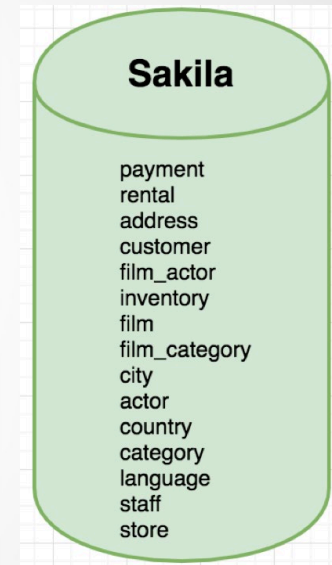 Sakila
payment
rental
address
customer
film_actor
inventory
film
film_category
city
actor
country
category
language
staff
store